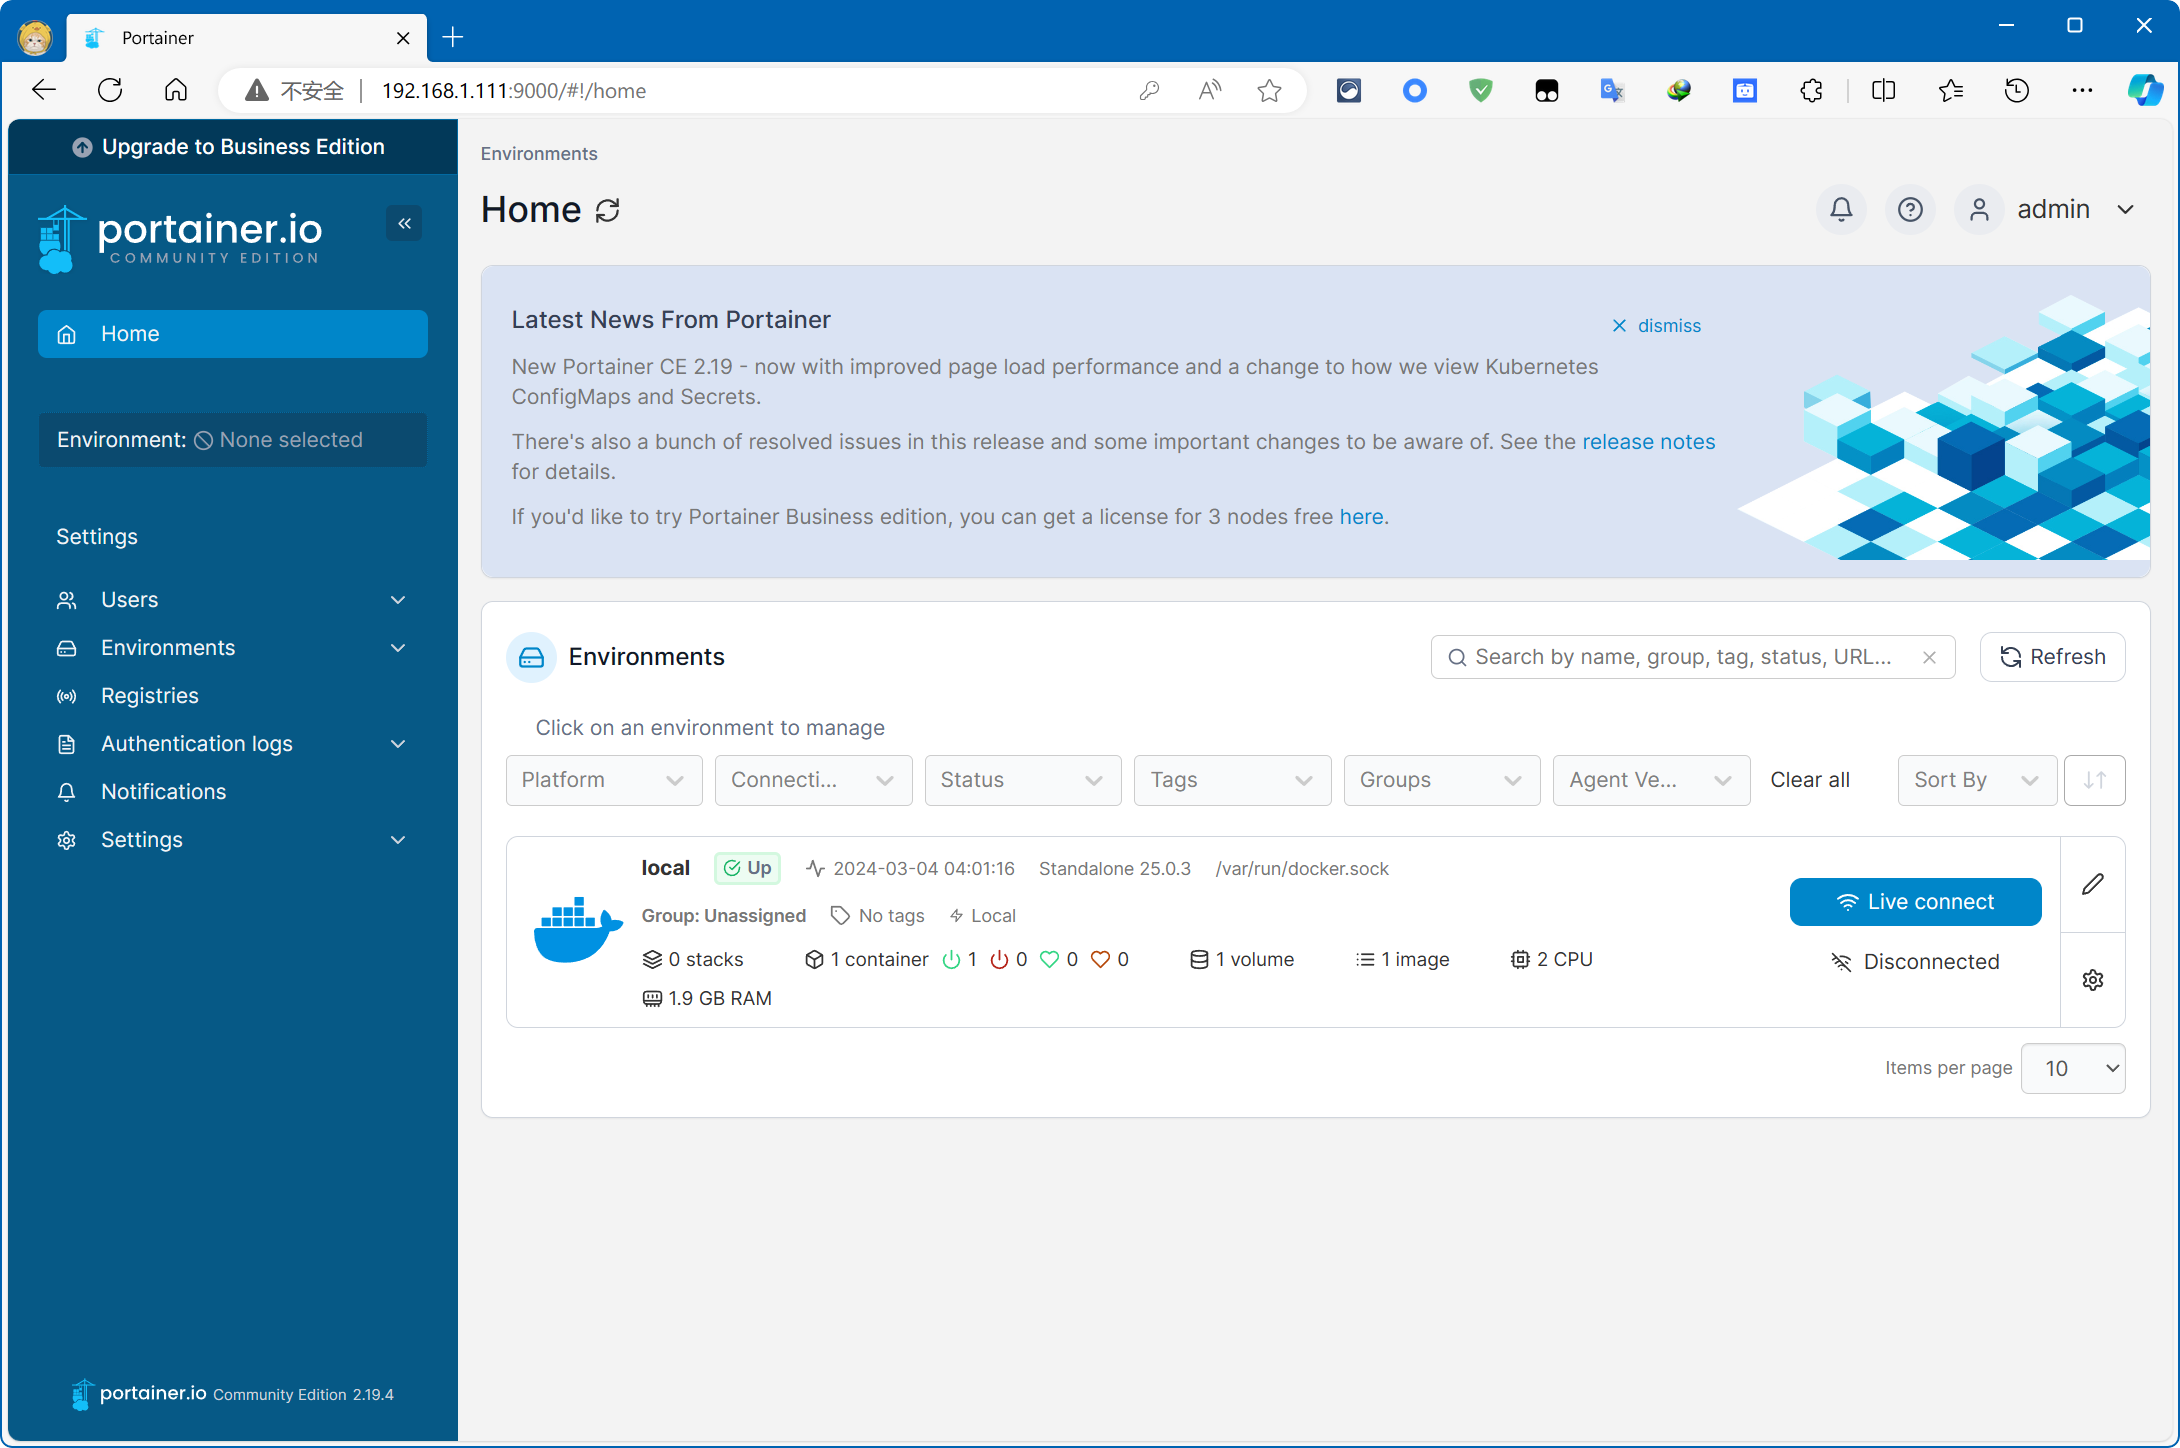 Portainer
不安全
192.168.1.111:9000/#!/home
Upgrade to Business Edition
portainer.io
COMMUNITY EDITION
Home
Environment: None selected
Settings
Users
Environments
Registries
Authentication logs
Notifications
Settings
portainer.io Community Edition 2.19.4
Environments
Home
admin
Latest News From Portainer
dismiss
New Portainer CE 2.19 - now with improved page load performance and a change to how we view Kubernetes
ConfigMaps and Secrets.
There's also a bunch of resolved issues in this release and some important changes to be aware of. See the release notes
for details.
If you'd like to try Portainer Business edition, you can get a license for 3 nodes free here.
Environments
Search by name, group, tag, status, URL...
Refresh
Click on an environment to manage
Platform
Connecti...
Status
Tags
Groups
Agent Ve...
Clear all
Sort By
local Up 2024-03-04 04:01:16 Standalone 25.0.3 /var/run/docker.sock
Group: Unassigned No tags Local
0 stacks 1 container 1 0 0 0 1 volume 1 image 2 CPU
1.9 GB RAM
Live connect
Disconnected
Items per page 10